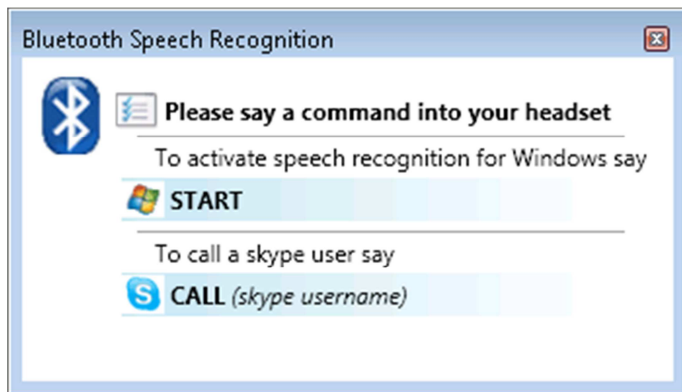 Bluetooth Speech Recognition
Please say a command into your headset
To activate speech recognition for Windows say
START
To call a skype user say
S CALL (skype username)